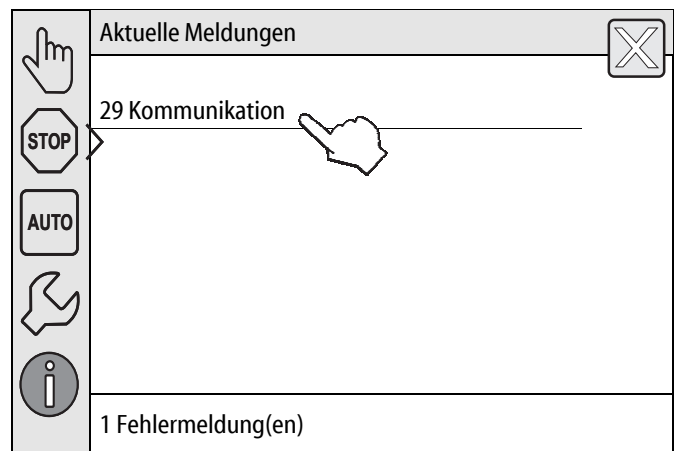 Aktuelle Meldungen
29 Kommunikation
STOP
AUTO
1 Fehlermeldung(en)